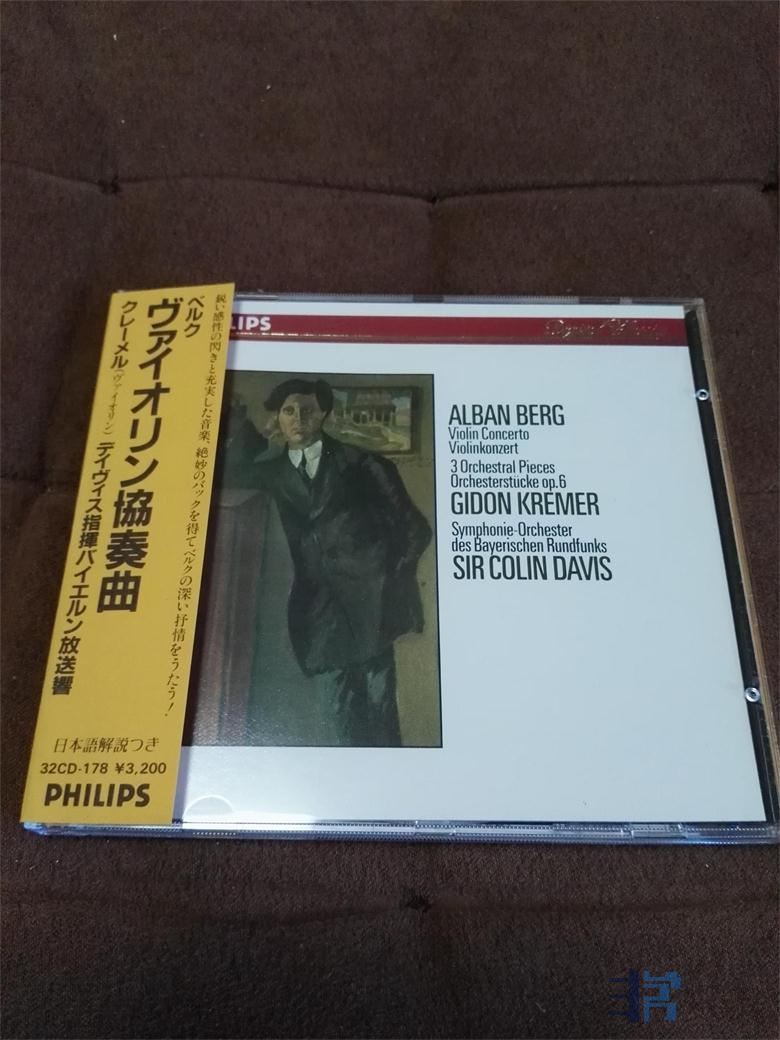 鋭い感性の閃きと充実した音楽、絶妙のバックを得てベルクの深い抒情をうたう!
ベルク
ヴァイオリン協奏曲
クレーメル(ヴァイオリン) デイヴィス指揮バイエルン放送響
日本語解説つき
32CD-178 ¥3,200
PHILIPS
LIPS
ALBAN BERG
Violin Concerto
Violinkonzert
3 Orchestral Pieces
Orchesterstücke op.6
GIDON KREMER
Symphonie-Orchester
des Bayerischen Rundfunks
SIR COLIN DAVIS